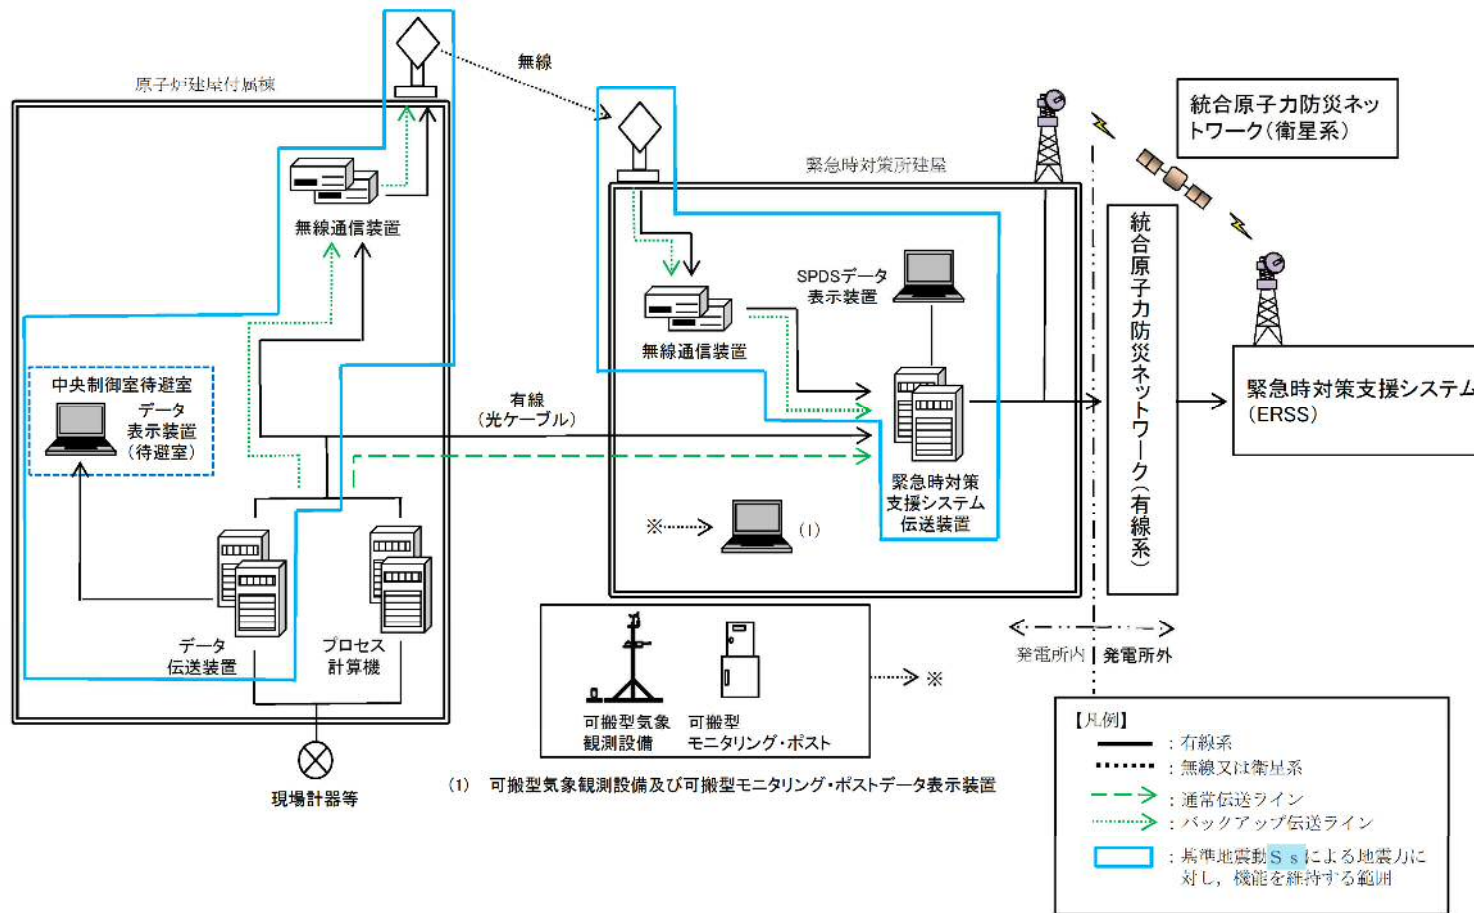 原子炉建屋付属棟
無線
無線通信装置
中央制御室待避室
データ
表示装置
(待避室)
有線
(光ケーブル)
データ
伝送装置
プロセス
計算機
現場計器等
緊急時対策所建屋
SPDSデータ
表示装置
無線通信装置
緊急時対策
支援システム
伝送装置
※
(1)
可搬型気象
観測設備
可搬型
モニタリング・ポスト
※
(1) 可搬型気象観測設備及び可搬型モニタリング・ポストデータ表示装置
統合原子力防災ネッ
トワーク(衛星系)
統合原子力防災ネットワーク(有線系)
緊急時対策支援システム
(ERSS)
発電所内
発電所外
【凡例】
：有線系
：無線又は衛星系
：通常伝送ライン
：バックアップ伝送ライン
：基準地震動Ｓｓによる地震力に
対し，機能を維持する範囲